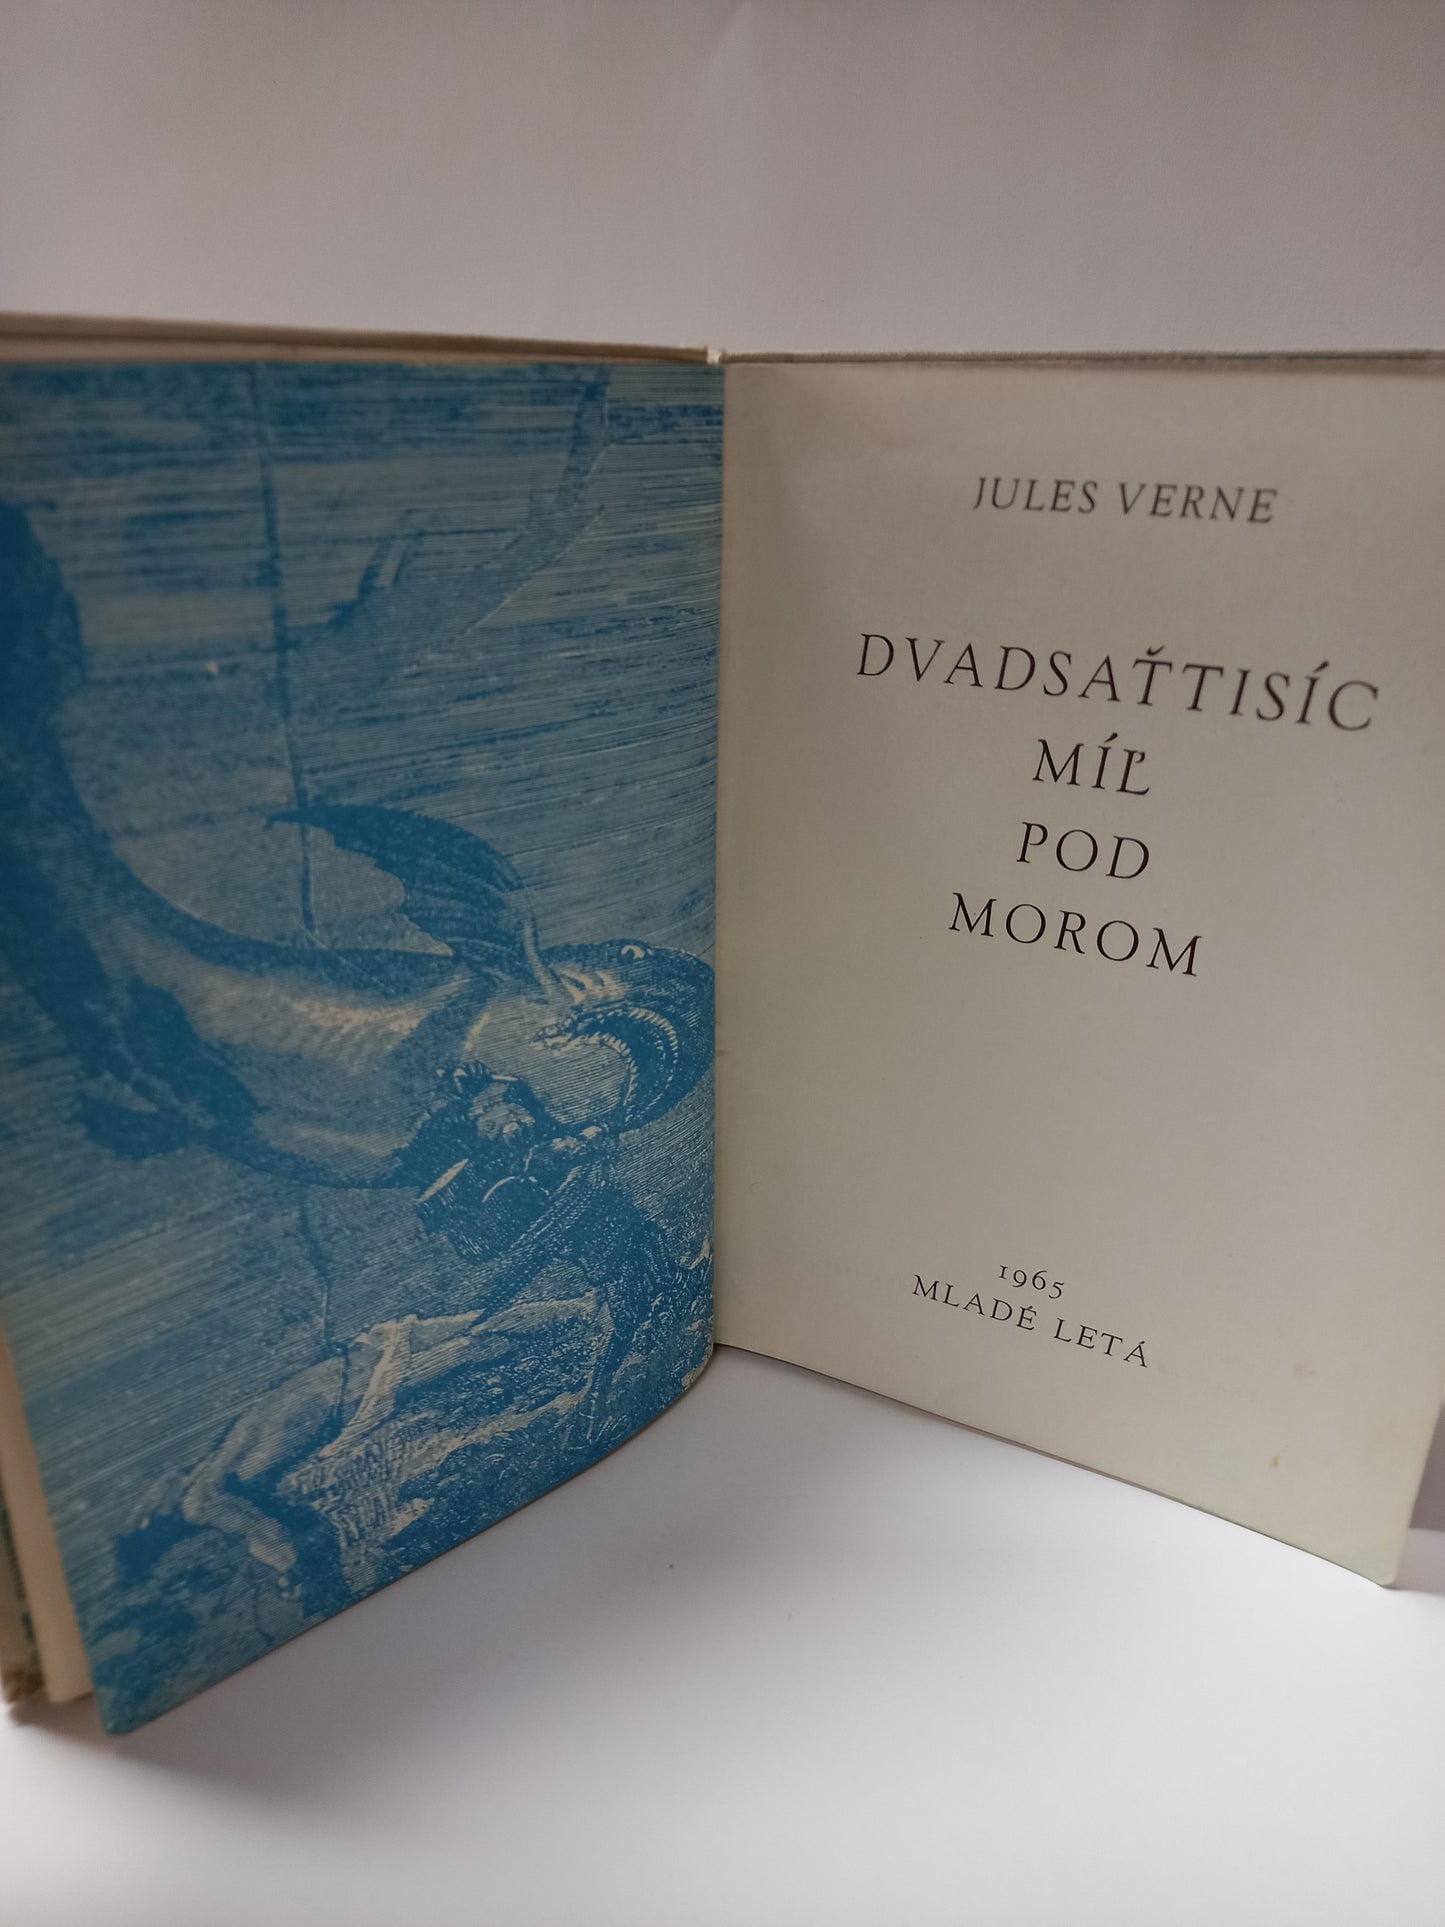 JULES VERNE
DVADSAŤTISÍC
MÍĽ
POD
MOROM
1965
MLADÉ LETÁ